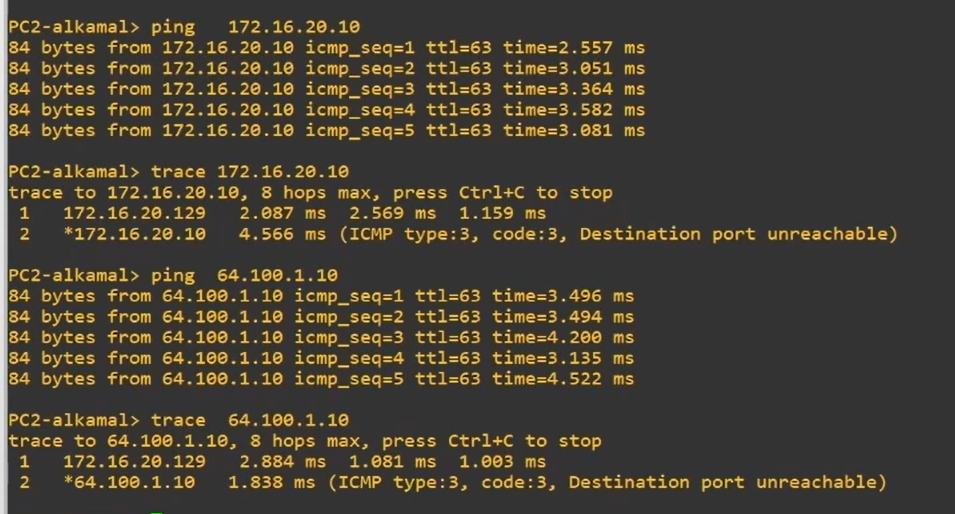 PC2-alkamal> ping   172.16.20.10
84 bytes from 172.16.20.10 icmp_seq=1 ttl=63 time=2.557 ms
84 bytes from 172.16.20.10 icmp_seq=2 ttl=63 time=3.051 ms
84 bytes from 172.16.20.10 icmp_seq=3 ttl=63 time=3.364 ms
84 bytes from 172.16.20.10 icmp_seq=4 ttl=63 time=3.582 ms
84 bytes from 172.16.20.10 icmp_seq=5 ttl=63 time=3.081 ms
PC2-alkamal> trace 172.16.20.10
trace to 172.16.20.10, 8 hops max, press Ctrl+C to stop
 1   172.16.20.129   2.087 ms  2.569 ms  1.159 ms
 2   *172.16.20.10   4.566 ms (ICMP type:3, code:3, Destination port unreachable)
PC2-alkamal> ping  64.100.1.10
84 bytes from 64.100.1.10 icmp_seq=1 ttl=63 time=3.496 ms
84 bytes from 64.100.1.10 icmp_seq=2 ttl=63 time=3.494 ms
84 bytes from 64.100.1.10 icmp_seq=3 ttl=63 time=4.200 ms
84 bytes from 64.100.1.10 icmp_seq=4 ttl=63 time=3.135 ms
84 bytes from 64.100.1.10 icmp_seq=5 ttl=63 time=4.522 ms
PC2-alkamal> trace  64.100.1.10
trace to 64.100.1.10, 8 hops max, press Ctrl+C to stop
 1   172.16.20.129   2.884 ms  1.081 ms  1.003 ms
 2   *64.100.1.10   1.838 ms (ICMP type:3, code:3, Destination port unreachable)